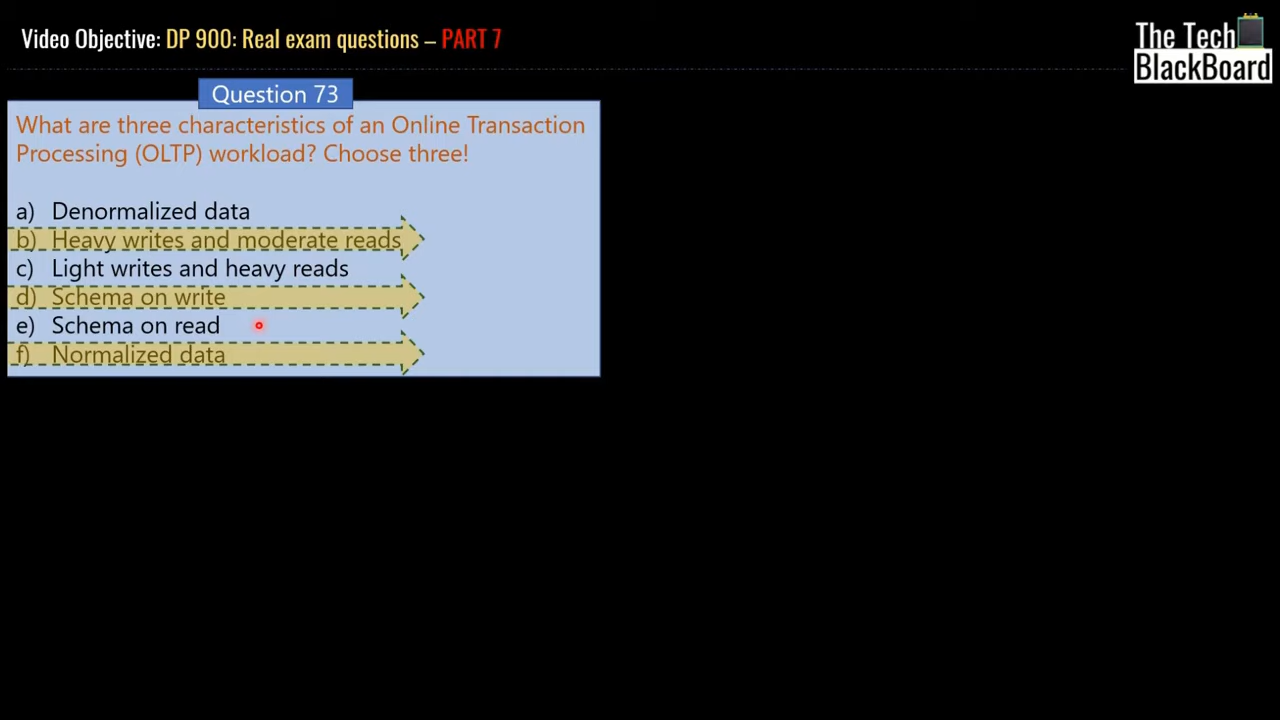 Video Objective: DP 900: Real exam questions – PART 7
The Tech
BlackBoard
Question 73
What are three characteristics of an Online Transaction
Processing (OLTP) workload? Choose three!
a) Denormalized data
b) Heavy writes and moderate reads
c) Light writes and heavy reads
d) Schema on write
e) Schema on read
f) Normalized data